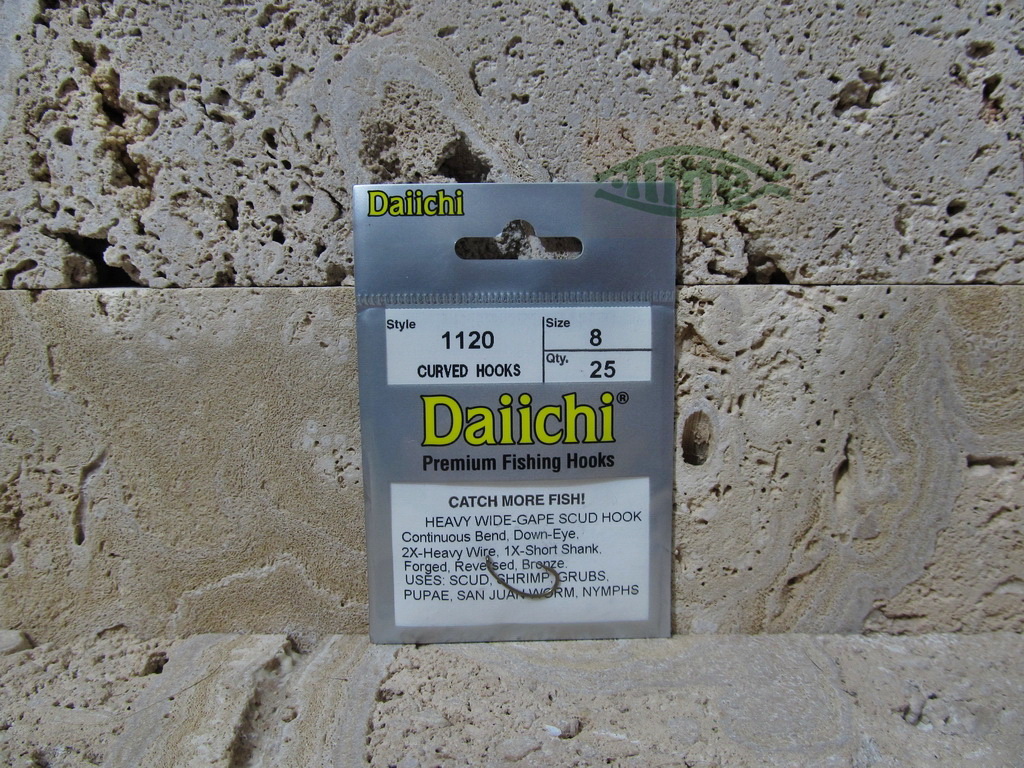 Daiichi
Style
1120
CURVED HOOKS
Size
8
Qty.
25
Daiichi®
Premium Fishing Hooks
CATCH MORE FISH!
HEAVY WIDE-GAPE SCUD HOOK
Continuous Bend, Down-Eye,
2X-Heavy Wire, 1X-Short Shank.
Forged, Reversed, Bronze.
USES: SCUD, SHRIMP, GRUBS,
PUPAE, SAN JUAN WORM, NYMPHS